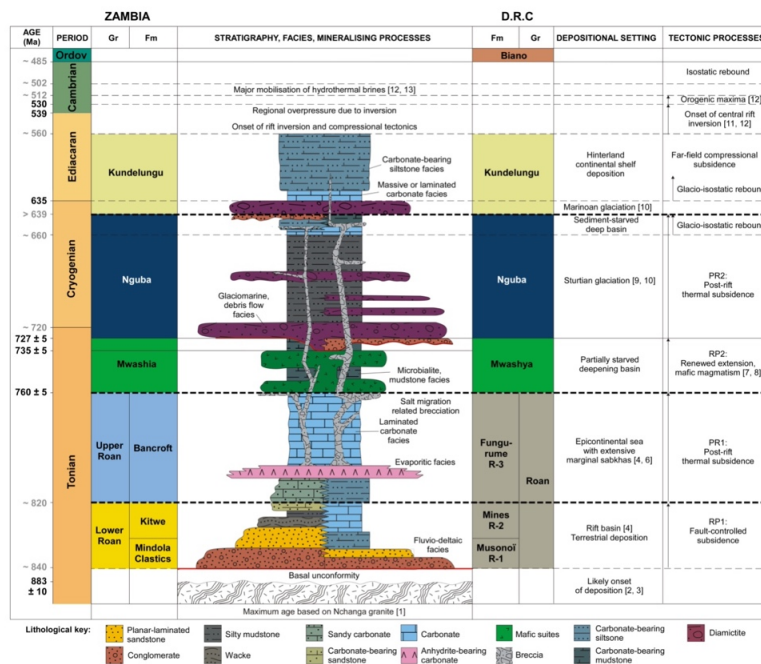 ZAMBIA
D.R.C
AGE (Ma)
PERIOD
Gr
Fm
STRATIGRAPHY, FACIES, MINERALISING PROCESSES
Fm
Gr
DEPOSITIONAL SETTING
TECTONIC PROCESSES
Ordov
Biano
~ 485
Cambrian
Isostatic rebound
~ 502
Major mobilisation of hydrothermal brines [12, 13]
~ 512
Orogenic maxima [12]
530
Regional overpressure due to inversion
Onset of central rift
inversion [11, 12]
539
Onset of rift inversion and compressional tectonics
~ 560
Ediacaran
Kundelungu
Carbonate-bearing
siltstone facies
Massive or laminated
carbonate facies
Kundelungu
Hinterland
continental shelf
deposition
Far-field compressional
subsidence
Glacio-isostatic rebound
635
Marinoan glaciation [10]
> 639
Sediment-starved
deep basin
Glacio-isostatic rebound
~ 660
Cryogenian
Nguba
Glaciomarine,
debris flow
facies
Nguba
Sturtian glaciation [9, 10]
PR2:
Post-rift
thermal subsidence
~ 720
727 ± 5
735 ± 5
Mwashia
Microbialite,
mudstone facies
Mwashya
Partially starved
deepening basin
RP2:
Renewed extension,
mafic magmatism
[7, 8]
760 ± 5
Tonian
Upper
Roan
Bancroft
Salt migration
related brecciation
Laminated
carbonate
facies
Evaporitic facies
Fungu-
rume
R-3
Roan
Epicontinental sea
with extensive
marginal sabkhas
[4, 6]
PR1:
Post-rift
thermal subsidence
~ 820
Lower
Roan
Kitwe
Mindola
Clastics
Fluvio-deltaic
facies
Mines
R-2
Musonoï
R-1
Rift basin [4]
Terrestrial deposition
RP1:
Fault-controlled
subsidence
~ 840
Basal unconformity
883
± 10
Likely onset
of deposition [2, 3]
Maximum age based on Nchanga granite [1]
Lithological key:
Planar-laminated
sandstone
Silty mudstone
Sandy carbonate
Carbonate
Mafic suites
Carbonate-bearing
siltsone
Diamictite
Conglomerate
Wacke
Carbonate-bearing
sandstone
Anhydrite-bearing
carbonate
Breccia
Carbonate-bearing
mudstone